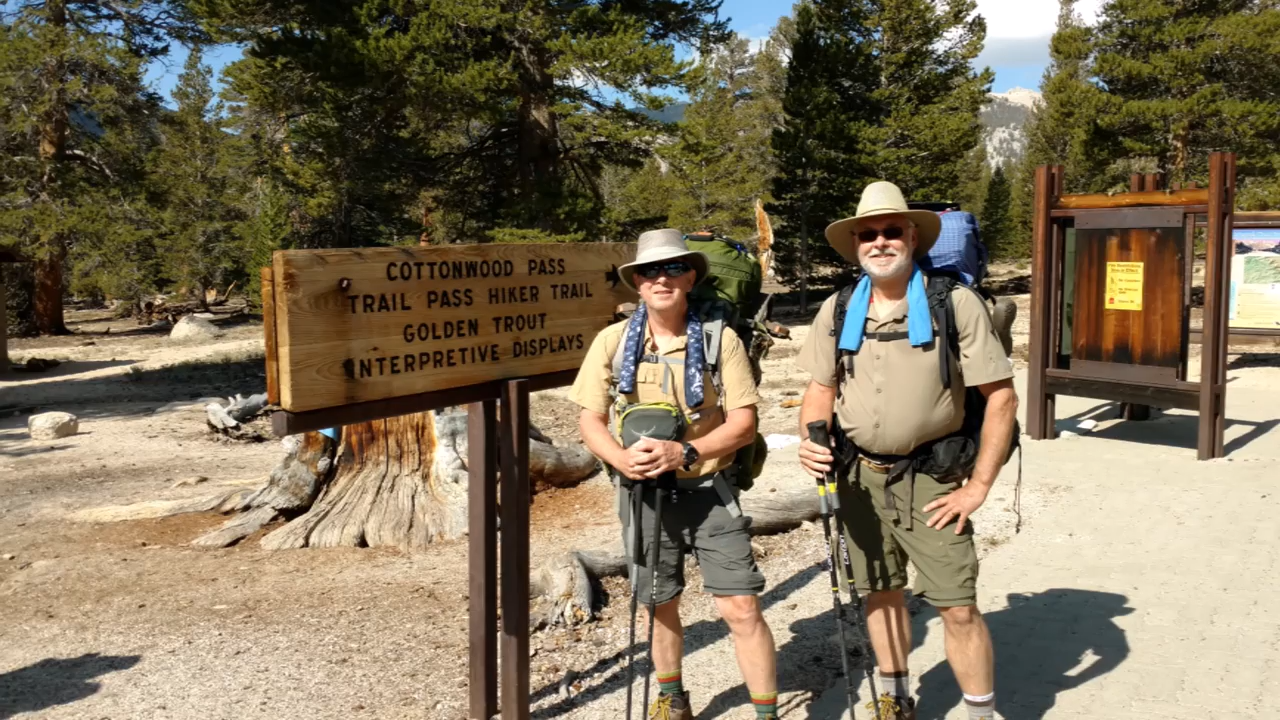 COTTONWOOD PASS
TRAIL PASS HIKER TRAIL
GOLDEN TROUT
INTERPRETIVE DISPLAYS